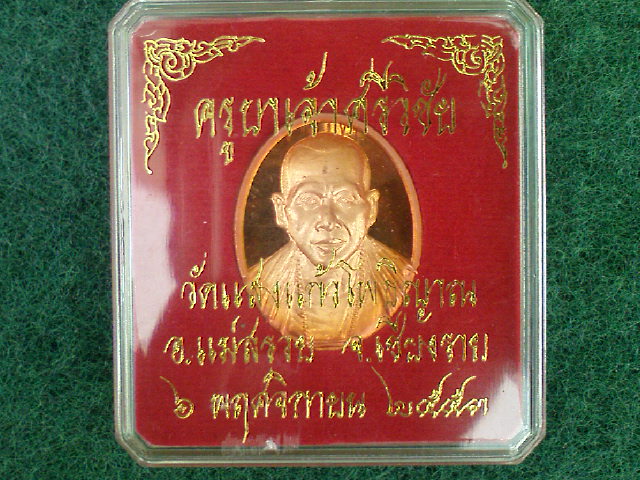 ครูบาเจ้าศรีวิชัย
วัดแสงแก้วโพธิญาณ
อ.แม่สรวย จ.เชียงราย
๖ พฤศจิกายน ๒๕๕๓